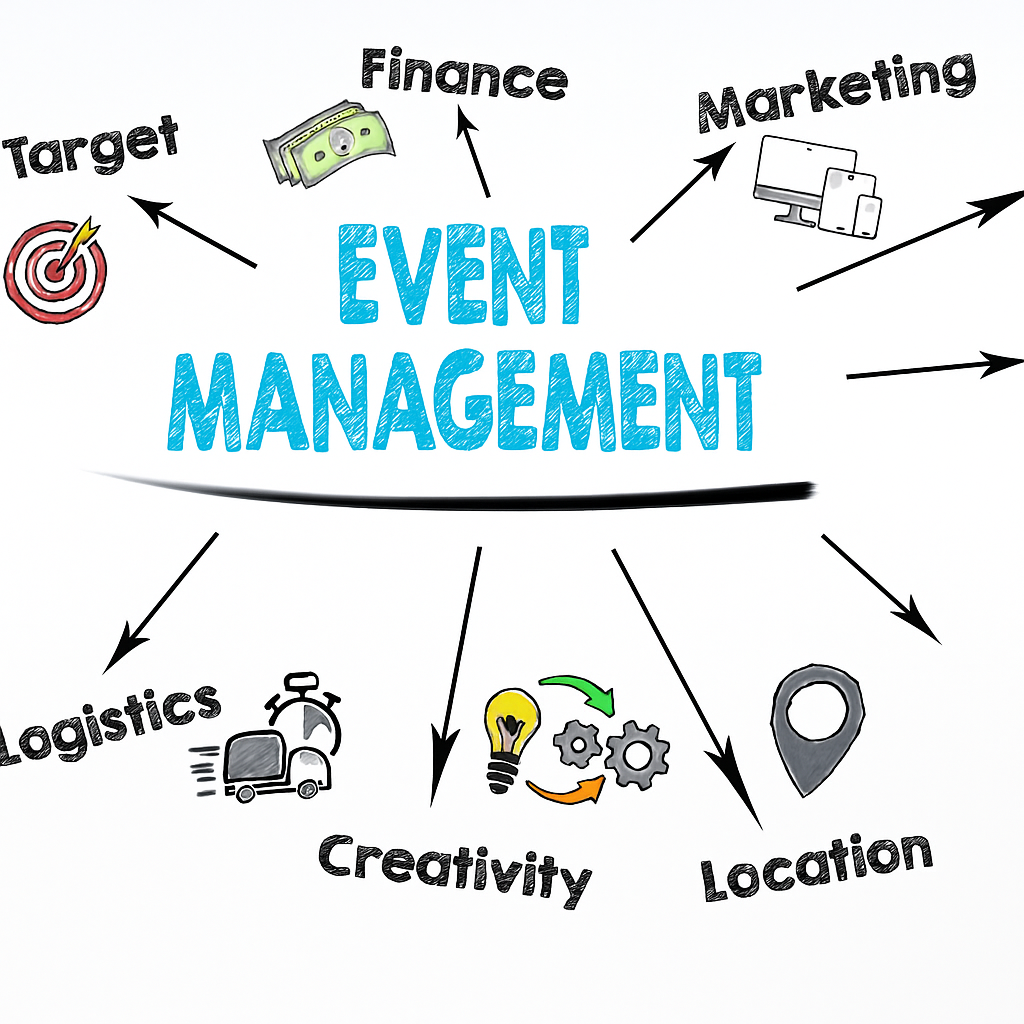 Finance
Marketing
Target
EVENT
MANAGEMENT
Logistics
Creativity
Location